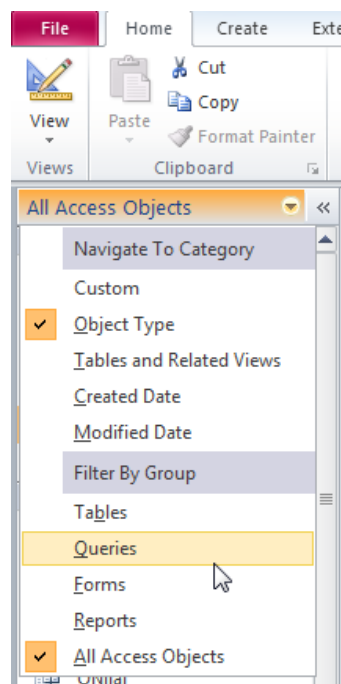 File Home Create Exte
Cut
Copy
View Paste Format Painter
Views Clipboard
All Access Objects
Navigate To Category
Custom
Object Type
Tables and Related Views
Created Date
Modified Date
Filter By Group
Tables
Queries
Forms
Reports
All Access Objects